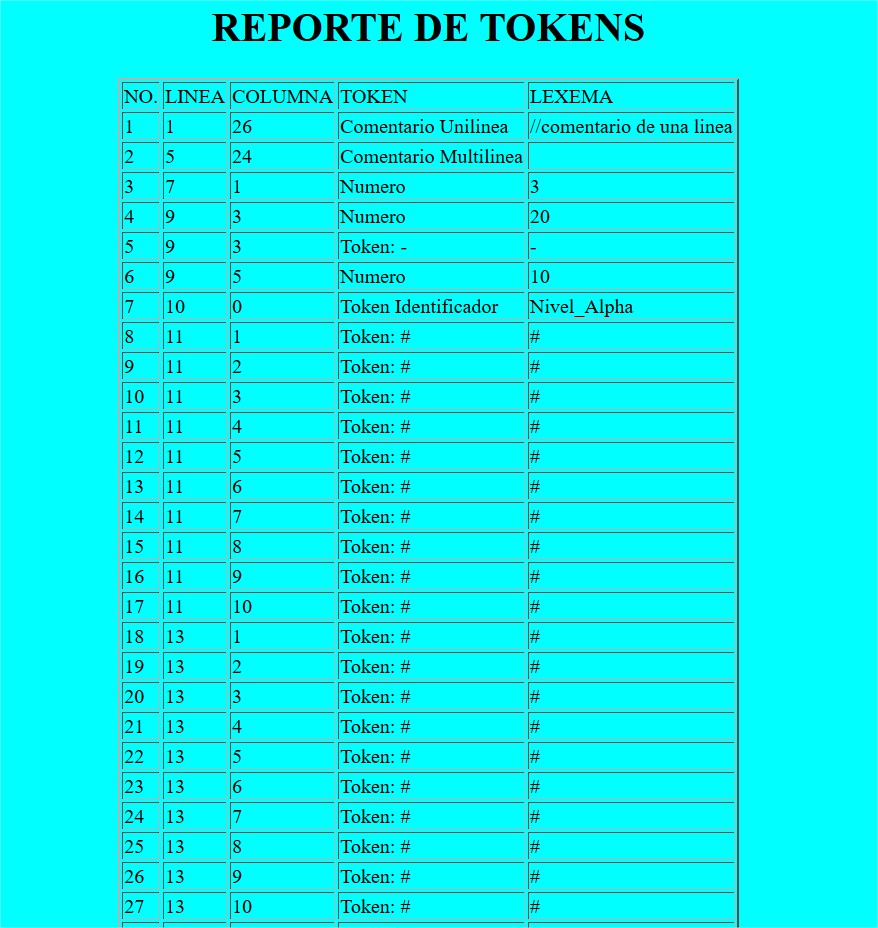 REPORTE DE TOKENS
NO. LINEA COLUMNA TOKEN LEXEMA
1 1 26 Comentario Unilinea //comentario de una linea
2 5 24 Comentario Multilinea
3 7 1 Numero 3
4 9 3 Numero 20
5 9 3 Token: - -
6 9 5 Numero 10
7 10 0 Token Identificador Nivel_Alpha
8 11 1 Token: # #
9 11 2 Token: # #
10 11 3 Token: # #
11 11 4 Token: # #
12 11 5 Token: # #
13 11 6 Token: # #
14 11 7 Token: # #
15 11 8 Token: # #
16 11 9 Token: # #
17 11 10 Token: # #
18 13 1 Token: # #
19 13 2 Token: # #
20 13 3 Token: # #
21 13 4 Token: # #
22 13 5 Token: # #
23 13 6 Token: # #
24 13 7 Token: # #
25 13 8 Token: # #
26 13 9 Token: # #
27 13 10 Token: # #